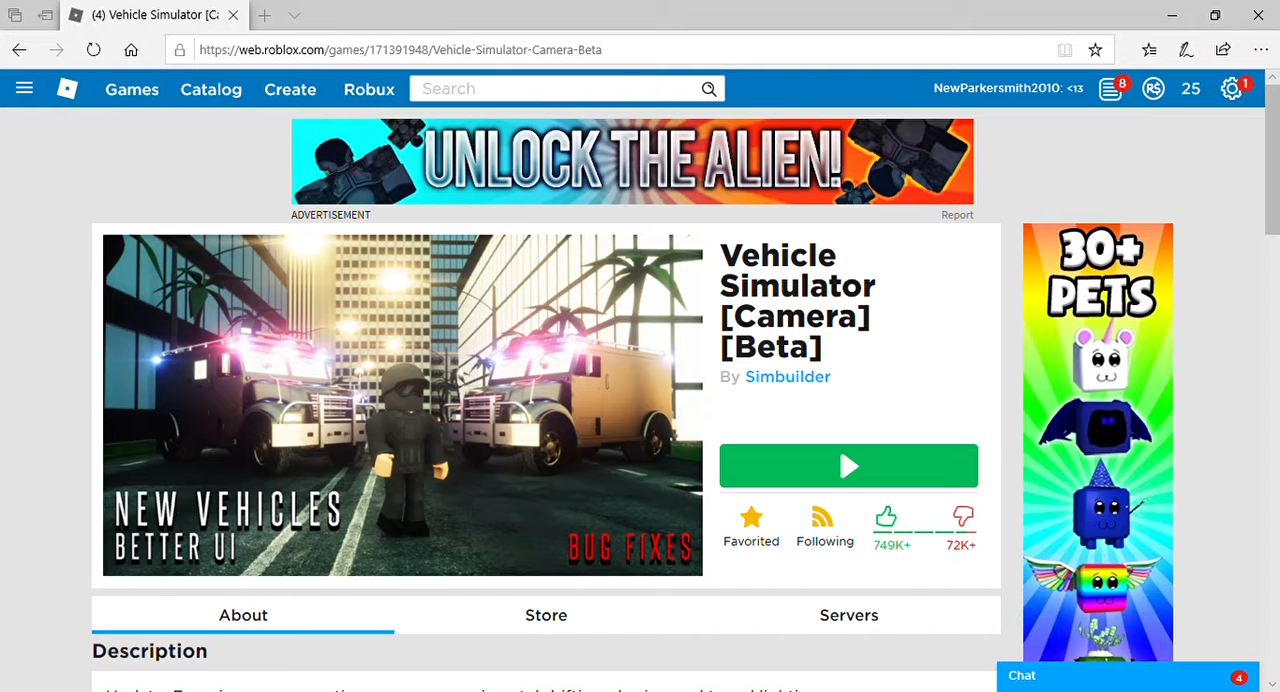 (4) Vehicle Simulator [Ca
https://web.roblox.com/games/171391948/Vehicle-Simulator-Camera-Beta
Games Catalog Create Robux Search NewParkersmith2010: <13 8 R$ 25 1
UNLOCK THE ALIEN!
ADVERTISEMENT Report
NEW VEHICLES
BETTER UI
BUG FIXES
Vehicle
Simulator
[Camera]
[Beta]
By Simbuilder
Favorited Following 749K+ 72K+
30+
PETS
About Store Servers
Description
Chat 4